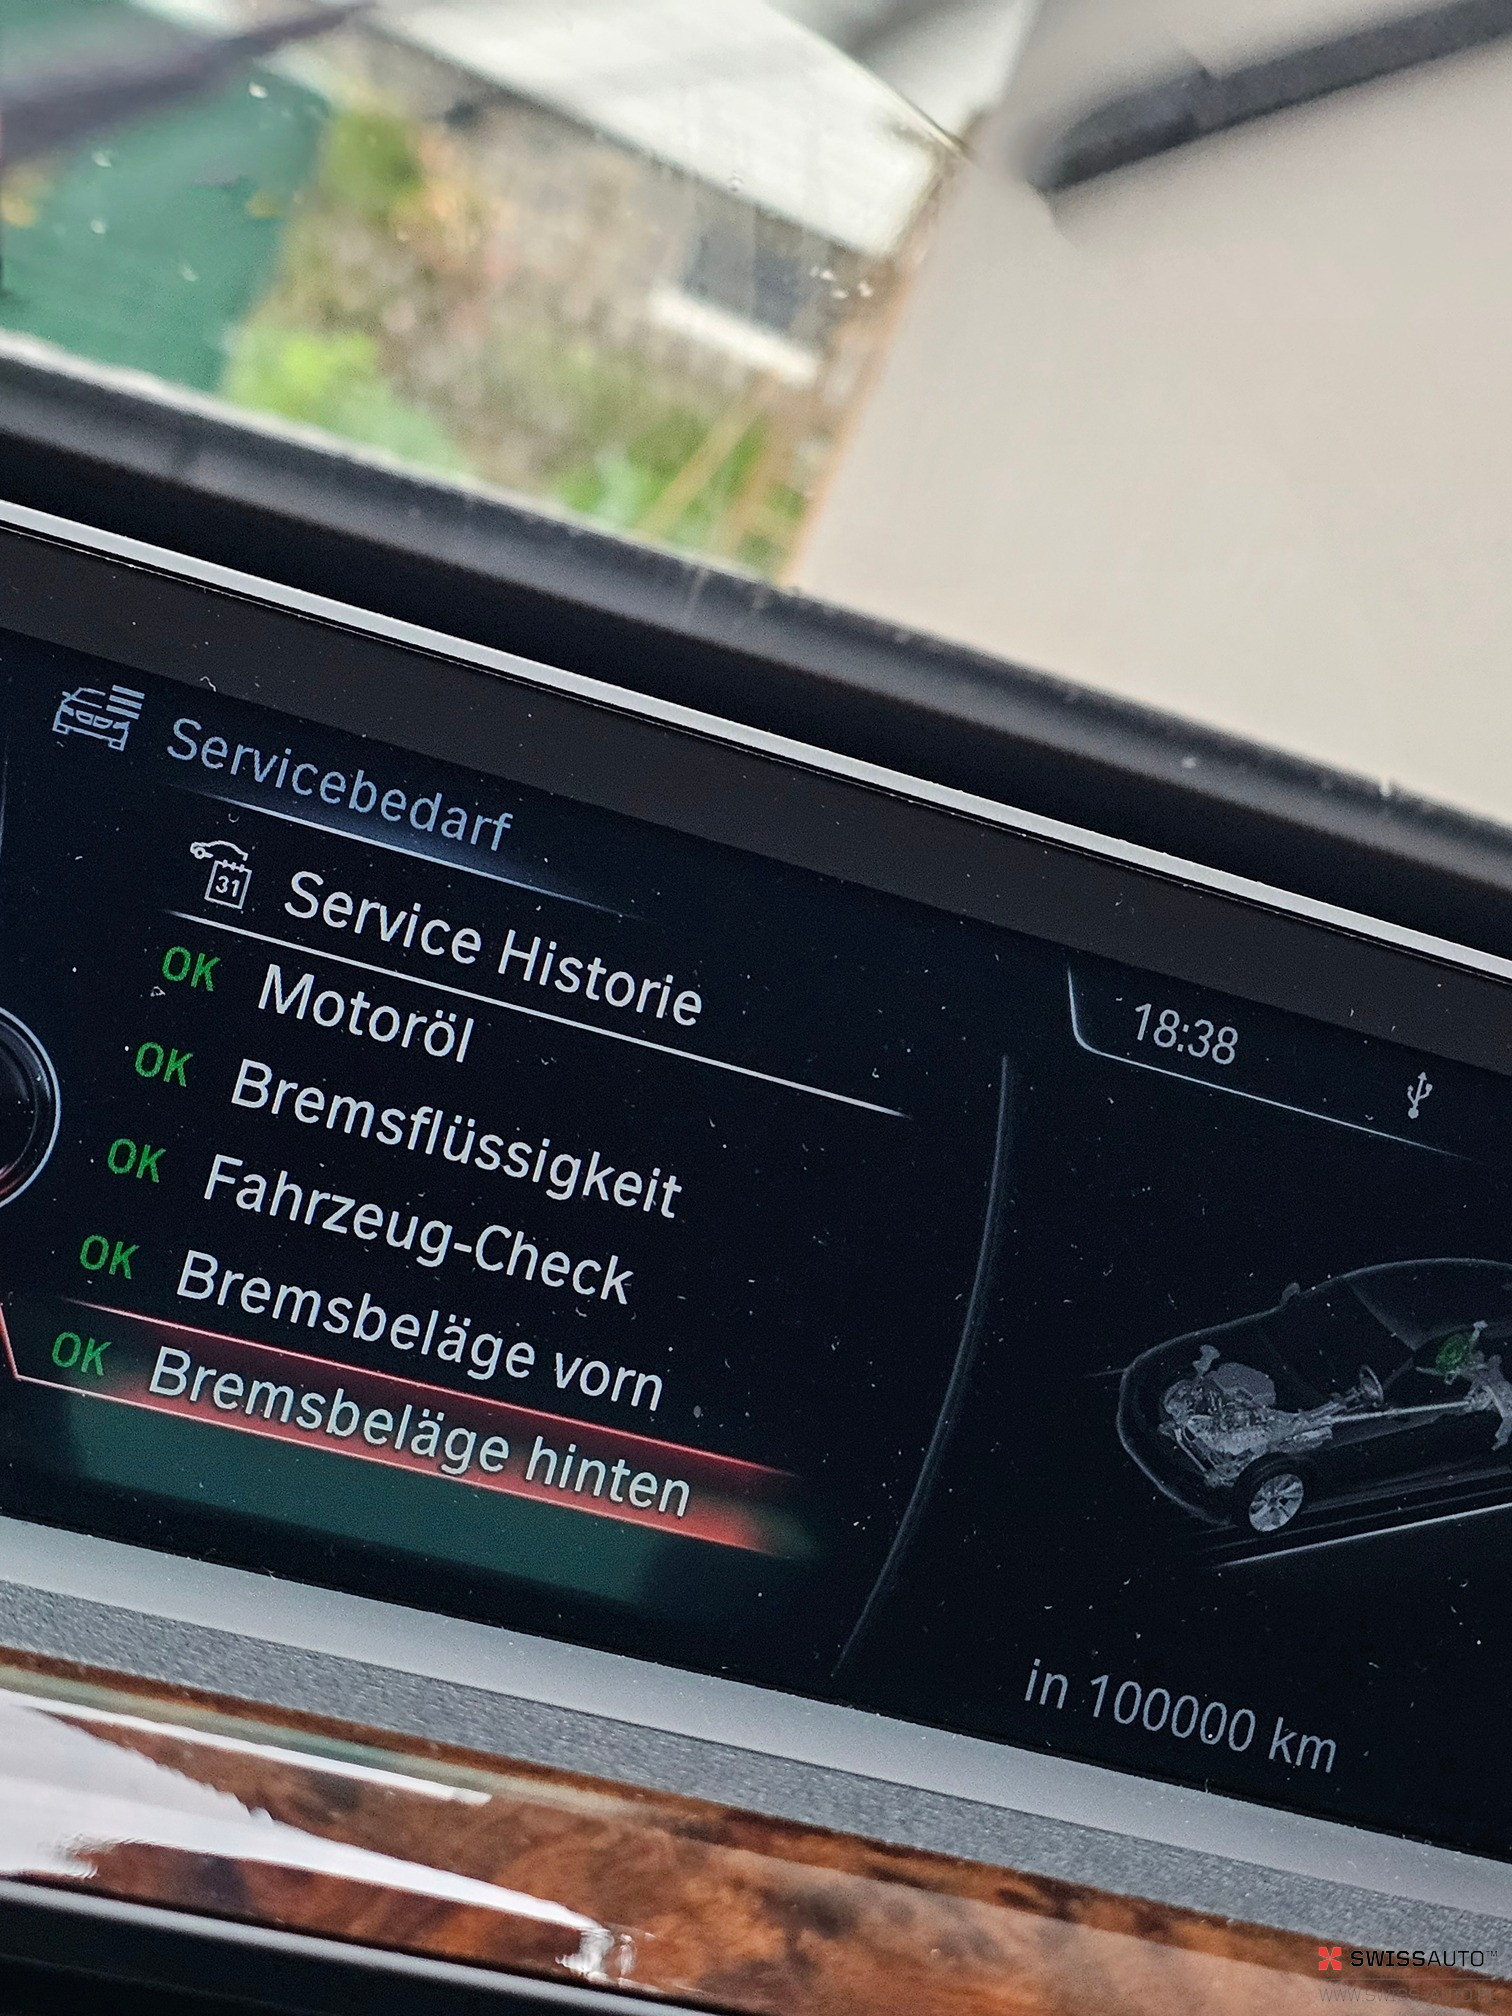 Servicebedarf
31 Service Historie
OK Motoröl
OK Bremsflüssigkeit
OK Fahrzeug-Check
OK Bremsbeläge vorn
OK Bremsbeläge hinten
18:38
in 100000 km
SWISSAUTO™